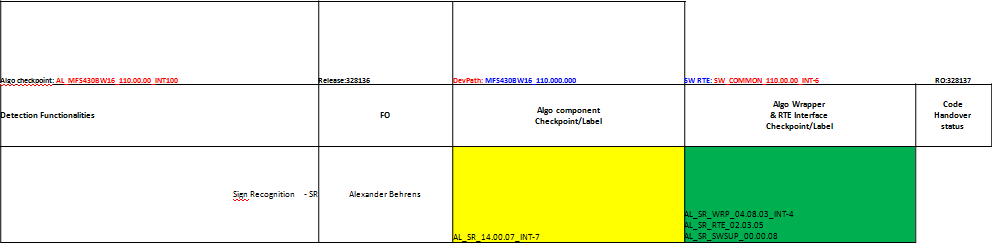 Algo checkpoint: AL_MFS430BW16_110.00.00_INT100
Release:328136
DevPath: MFS430BW16_110.000.000
SW RTE: SW_COMMON_110.00.00_INT-6
RO:328137
Detection Functionalities
FO
Algo component
Checkpoint/Label
Algo Wrapper
& RTE Interface
Checkpoint/Label
Code
Handover
status
Sign Recognition - SR
Alexander Behrens
AL_SR_14.00.07_INT-7
AL_SR_WRP_04.08.03_INT-4
AL_SR_RTE_02.03.05
AL_SR_SWSUP_00.00.08